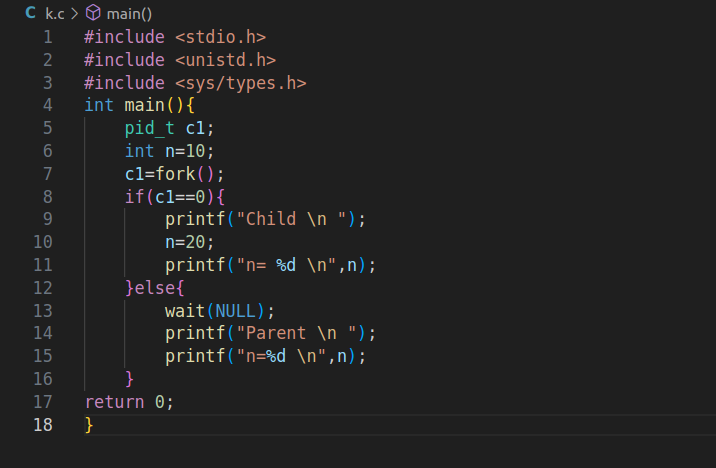 C k.c > main()
1 #include <stdio.h>
2 #include <unistd.h>
3 #include <sys/types.h>
4 int main(){
5     pid_t c1;
6     int n=10;
7     c1=fork();
8     if(c1==0){
9         printf("Child \n ");
10         n=20;
11         printf("n= %d \n",n);
12     }else{
13         wait(NULL);
14         printf("Parent \n ");
15         printf("n=%d \n",n);
16     }
17 return 0;
18 }